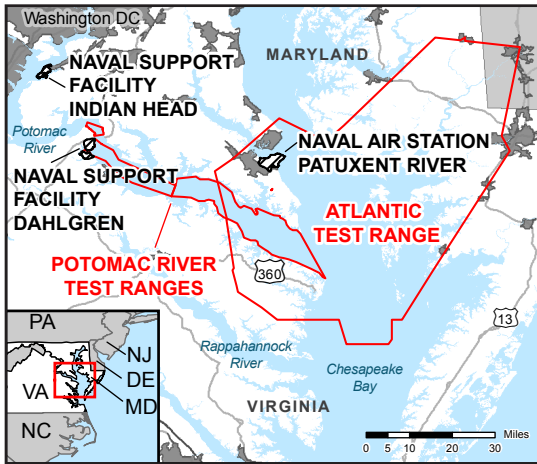 Washington DC
MARYLAND
NAVAL SUPPORT
FACILITY
INDIAN HEAD
Potomac
River
NAVAL AIR STATION
PATUXENT RIVER
NAVAL SUPPORT
FACILITY
DAHLGREN
ATLANTIC
TEST RANGE
POTOMAC RIVER
TEST RANGES
360
13
Rappahannock
River
Chesapeake
Bay
VIRGINIA
PA
NJ
DE
VA
MD
NC
0 5 10 20 30 Miles